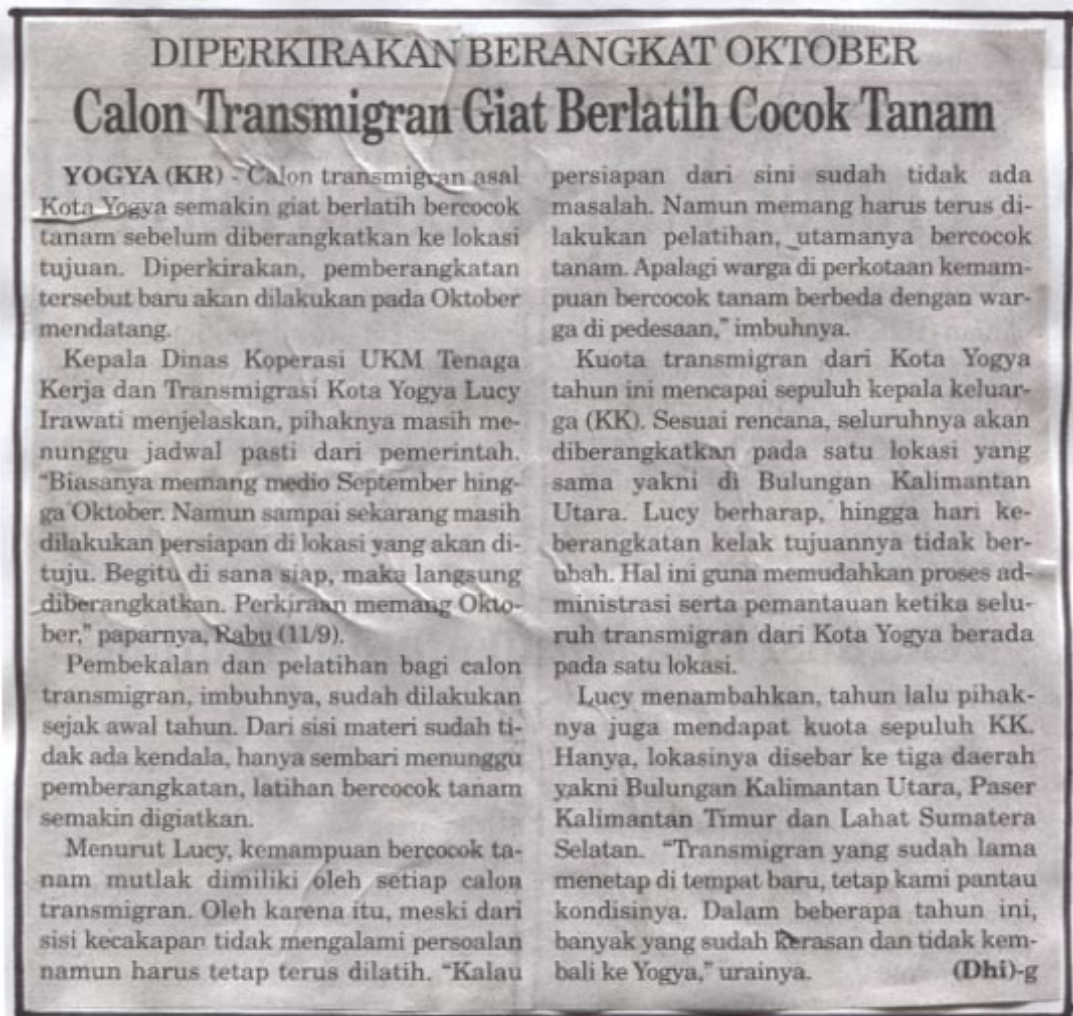 DIPERKIRAKAN BERANGKAT OKTOBER
Calon Transmigran Giat Berlatih Cocok Tanam
YOGYA (KR) - Calon transmigran asal
Kota Yogya semakin giat berlatih bercocok
tanam sebelum diberangkatkan ke lokasi
tujuan. Diperkirakan, pemberangkatan
tersebut baru akan dilakukan pada Oktober
mendatang.
Kepala Dinas Koperasi UKM Tenaga
Kerja dan Transmigrasi Kota Yogya Lucy
Irawati menjelaskan, pihaknya masih me-
nunggu jadwal pasti dari pemerintah.
"Biasanya memang medio September hing-
ga Oktober. Namun sampai sekarang masih
dilakukan persiapan di lokasi yang akan di-
tuju. Begitu di sana siap, maka langsung
diberangkatkan. Perkiraan memang Okto-
ber," paparnya, Rabu (11/9).
Pembekalan dan pelatihan bagi calon
transmigran, imbuhnya, sudah dilakukan
sejak awal tahun. Dari sisi materi sudah ti-
dak ada kendala, hanya sembari menunggu
pemberangkatan, latihan bercocok tanam
semakin digiatkan.
Menurut Lucy, kemampuan bercocok ta-
nam mutlak dimiliki oleh setiap calon
transmigran. Oleh karena itu, meski dari
sisi kecakapan tidak mengalami persoalan
namun harus tetap terus dilatih. "Kalau
persiapan dari sini sudah tidak ada
masalah. Namun memang harus terus di-
lakukan pelatihan, utamanya bercocok
tanam. Apalagi warga di perkotaan kemam-
puan bercocok tanam berbeda dengan war-
ga di pedesaan," imbuhnya.
Kuota transmigran dari Kota Yogya
tahun ini mencapai sepuluh kepala keluar-
ga (KK). Sesuai rencana, seluruhnya akan
diberangkatkan pada satu lokasi yang
sama yakni di Bulungan Kalimantan
Utara. Lucy berharap, hingga hari ke-
berangkatan kelak tujuannya tidak ber-
ubah. Hal ini guna memudahkan proses ad-
ministrasi serta pemantauan ketika selu-
ruh transmigran dari Kota Yogya berada
pada satu lokasi.
Lucy menambahkan, tahun lalu pihak-
nya juga mendapat kuota sepuluh KK.
Hanya, lokasinya disebar ke tiga daerah
yakni Bulungan Kalimantan Utara, Paser
Kalimantan Timur dan Lahat Sumatera
Selatan. "Transmigran yang sudah lama
menetap di tempat baru, tetap kami pantau
kondisinya. Dalam beberapa tahun ini,
banyak yang sudah kerasan dan tidak kem-
bali ke Yogya," urainya. (Dhi)-g